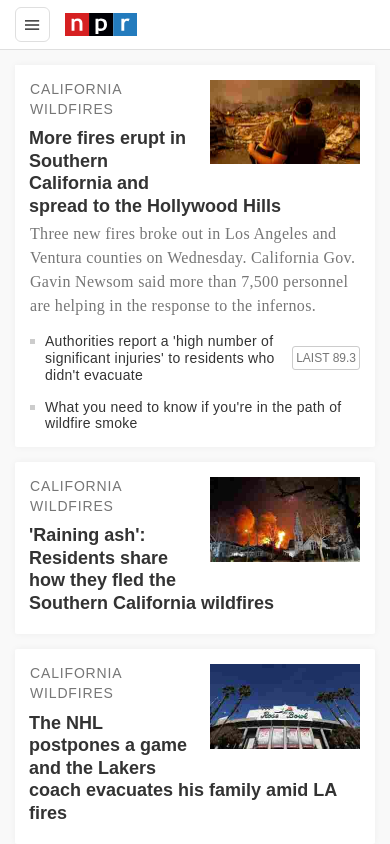 npr
CALIFORNIA
WILDFIRES
More fires erupt in
Southern
California and
spread to the Hollywood Hills
Three new fires broke out in Los Angeles and
Ventura counties on Wednesday. California Gov.
Gavin Newsom said more than 7,500 personnel
are helping in the response to the infernos.
Authorities report a 'high number of
significant injuries' to residents who
didn't evacuate
LAIST 89.3
What you need to know if you're in the path of
wildfire smoke
CALIFORNIA
WILDFIRES
'Raining ash':
Residents share
how they fled the
Southern California wildfires
CALIFORNIA
WILDFIRES
Rose Bowl
The NHL
postpones a game
and the Lakers
coach evacuates his family amid LA
fires